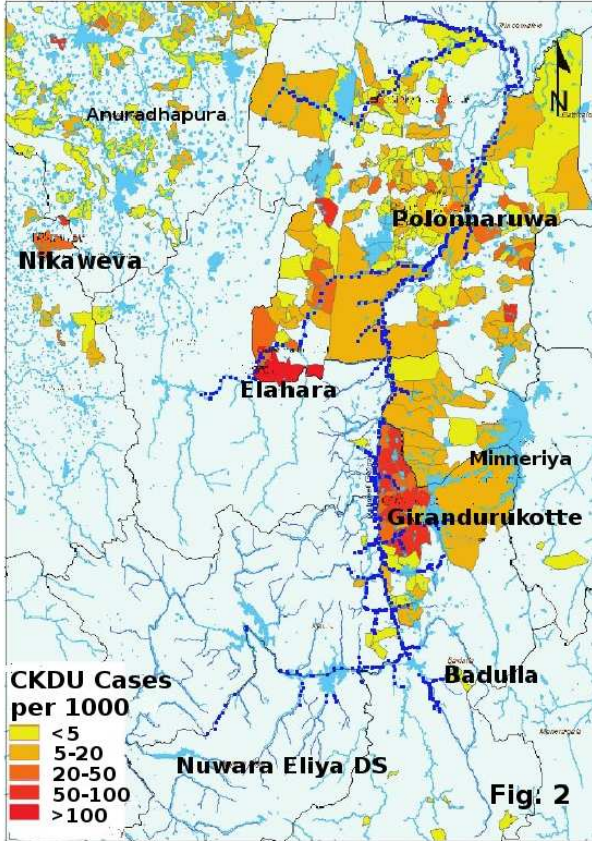 Anuradhapura
Polonnaruwa
Nikaweva
Elahara
Minneriya
Girandurukotte
Badulla
CKDU Cases
per 1000
<5
5-20
20-50
50-100
>100
Nuwara Eliya DS
Fig: 2
N